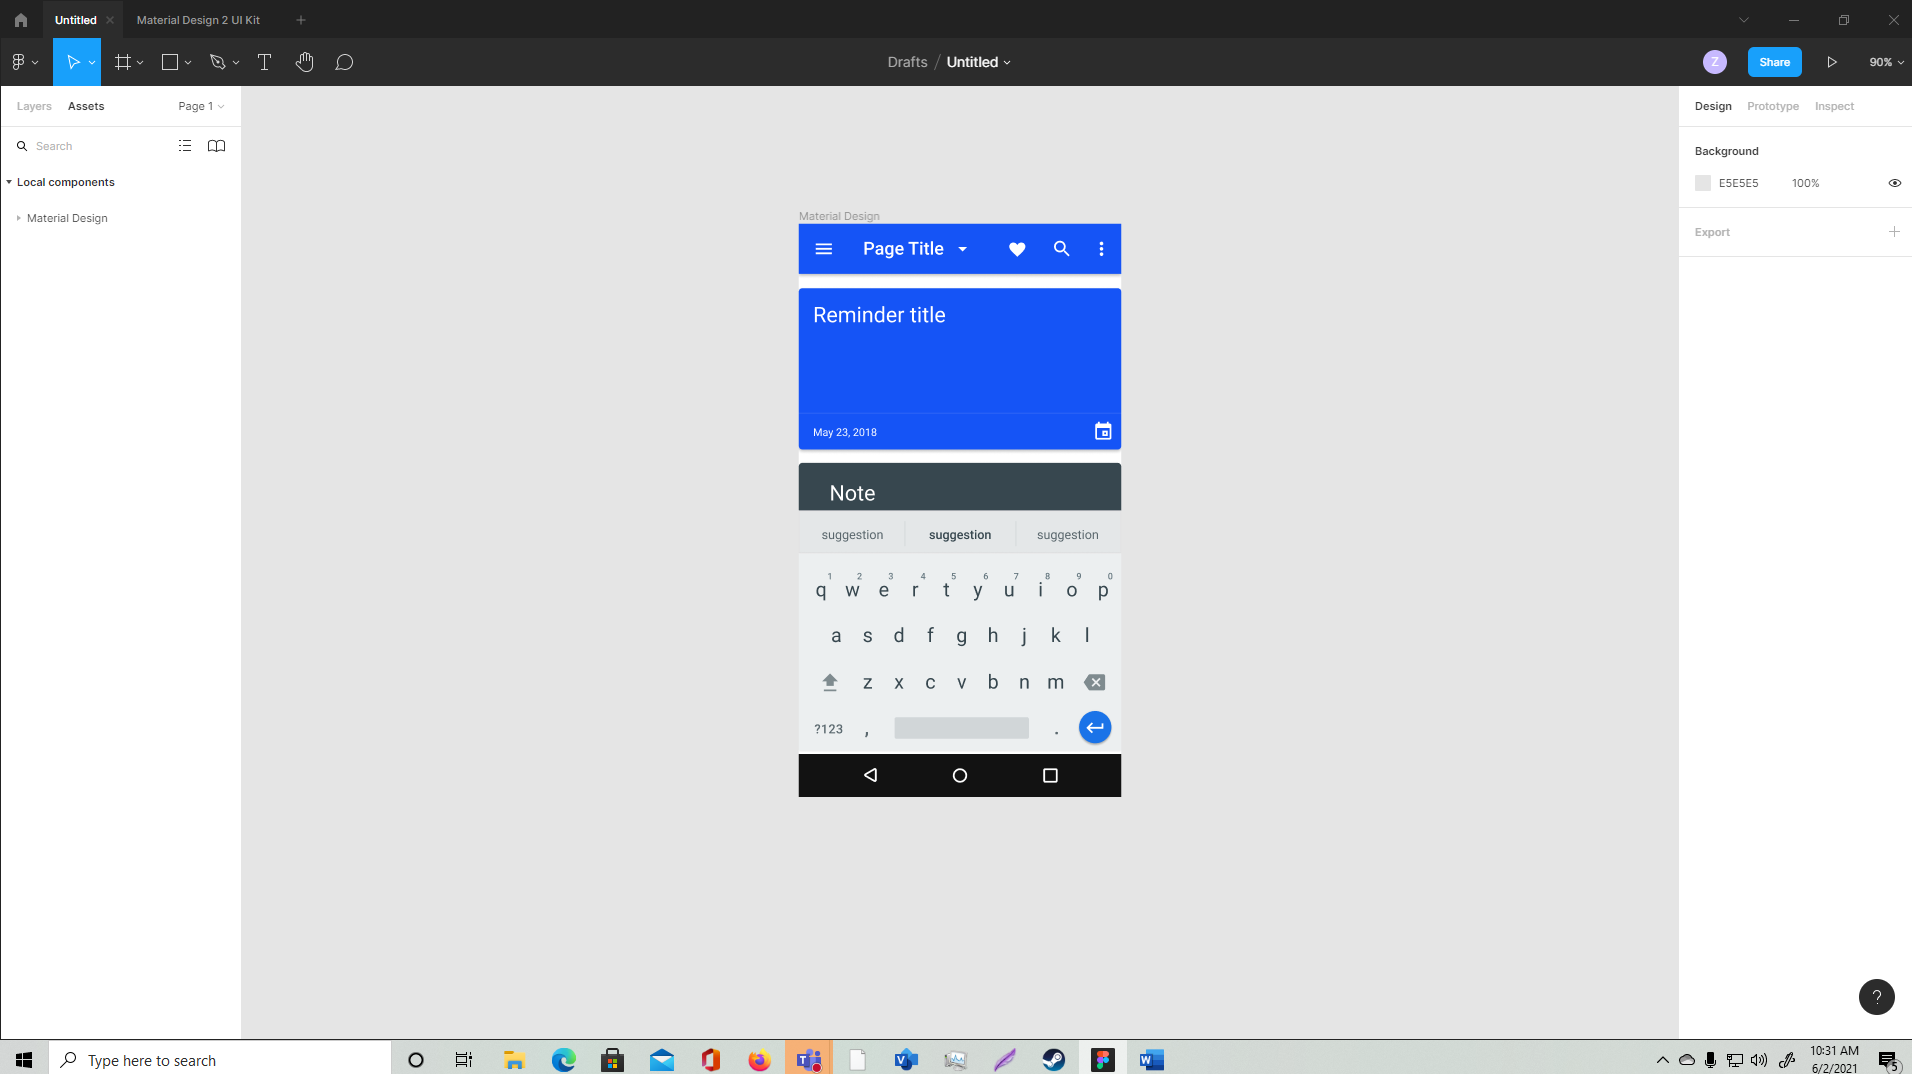 Untitled
Material Design 2 UI Kit
Drafts / Untitled
Z
Share
90%
Layers Assets Page 1
Search
Local components
Material Design
Design Prototype Inspect
Background
E5E5E5 100%
Export
Material Design
Page Title
Reminder title
May 23, 2018
Note
suggestion suggestion suggestion
1 2 3 4 5 6 7 8 9 0
q w e r t y u i o p
a s d f g h j k l
z x c v b n m
?123 , .
?
Type here to search
10:31 AM
6/2/2021
5